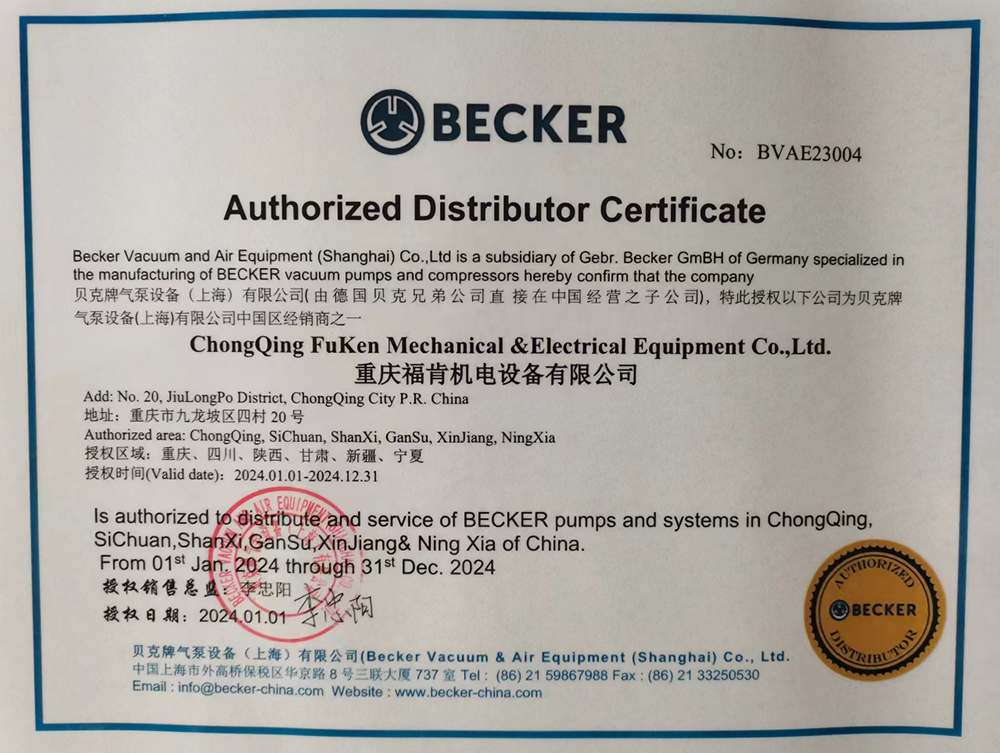 BECKER
No: BVAE23004
Authorized Distributor Certificate
Becker Vacuum and Air Equipment (Shanghai) Co.,Ltd is a subsidiary of Gebr. Becker GmBH of Germany specialized in
the manufacturing of BECKER vacuum pumps and compressors hereby confirm that the company
贝克牌气泵设备（上海）有限公司(由德国贝克兄弟公司直接在中国经营之子公司)，特此授权以下公司为贝克牌
气泵设备(上海)有限公司中国区经销商之一
ChongQing FuKen Mechanical &Electrical Equipment Co.,Ltd.
重庆福肯机电设备有限公司
Add: No. 20, JiuLongPo District, ChongQing City P.R. China
地址：重庆市九龙坡区四村 20 号
Authorized area: ChongQing, SiChuan, ShanXi, GanSu, XinJiang, NingXia
授权区域：重庆、四川、陕西、甘肃、新疆、宁夏
授权时间(Valid date)：2024.01.01-2024.12.31
Is authorized to distribute and service of BECKER pumps and systems in ChongQing,
SiChuan,ShanXi,GanSu,XinJiang& Ning Xia of China.
From 01st Jan. 2024 through 31st Dec. 2024
授权销售总监：李忠阳
授权日期：2024.01.01 李忠阳
AUTHORIZED
BECKER
DISTRIBUTOR
贝克牌气泵设备（上海）有限公司(Becker Vacuum & Air Equipment (Shanghai) Co., Ltd.
中国上海市外高桥保税区华京路 8 号三联大厦 737 室 Tel : (86) 21 59867988 Fax : (86) 21 33250530
Email : info@becker-china.com Website : www.becker-china.com